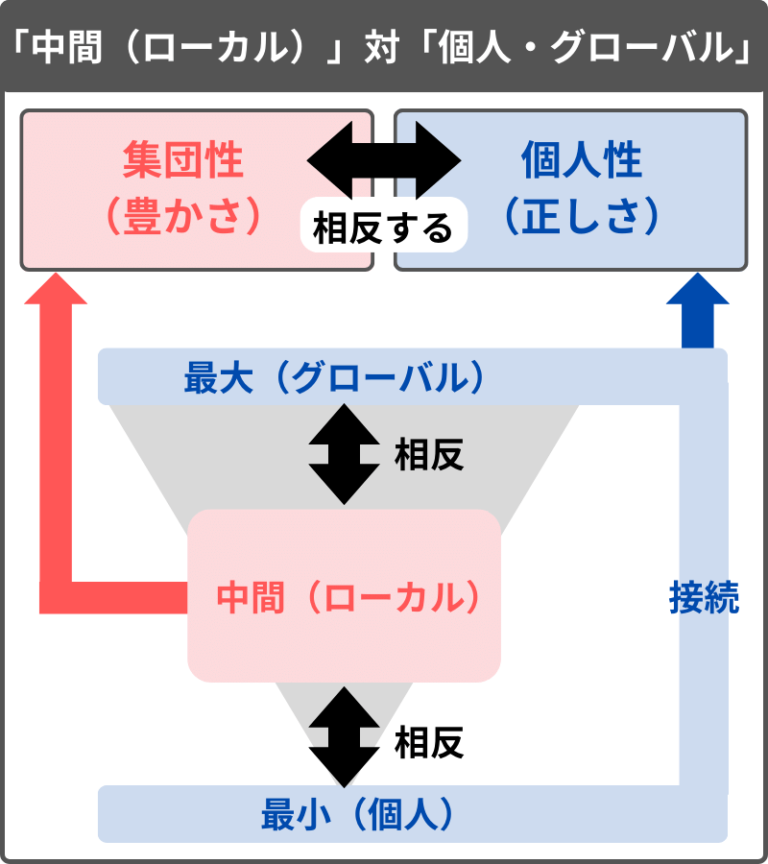 「中間（ローカル）」対「個人・グローバル」
集団性
（豊かさ）
個人性
（正しさ）
相反する
最大（グローバル）
相反
中間（ローカル）
接続
相反
最小（個人）